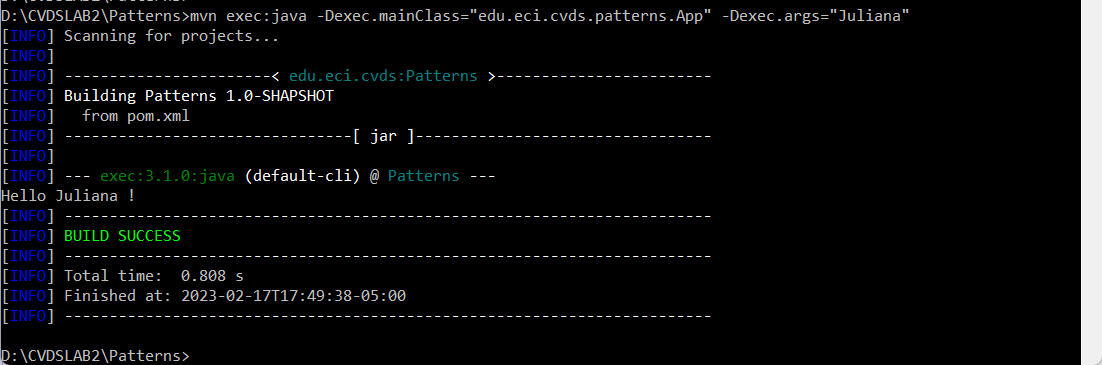 D:\CVDSLAB2\Patterns>mvn exec:java -Dexec.mainClass="edu.eci.cvds.patterns.App" -Dexec.args="Juliana"
[INFO] Scanning for projects...
[INFO]
[INFO] -----------------------< edu.eci.cvds:Patterns >------------------------
[INFO] Building Patterns 1.0-SHAPSHOT
[INFO]   from pom.xml
[INFO] --------------------------------[ jar ]---------------------------------
[INFO]
[INFO] --- exec:3.1.0:java (default-cli) @ Patterns ---
Hello Juliana !
[INFO] ------------------------------------------------------------------------
[INFO] BUILD SUCCESS
[INFO] ------------------------------------------------------------------------
[INFO] Total time:  0.808 s
[INFO] Finished at: 2023-02-17T17:49:38-05:00
[INFO] ------------------------------------------------------------------------
D:\CVDSLAB2\Patterns>